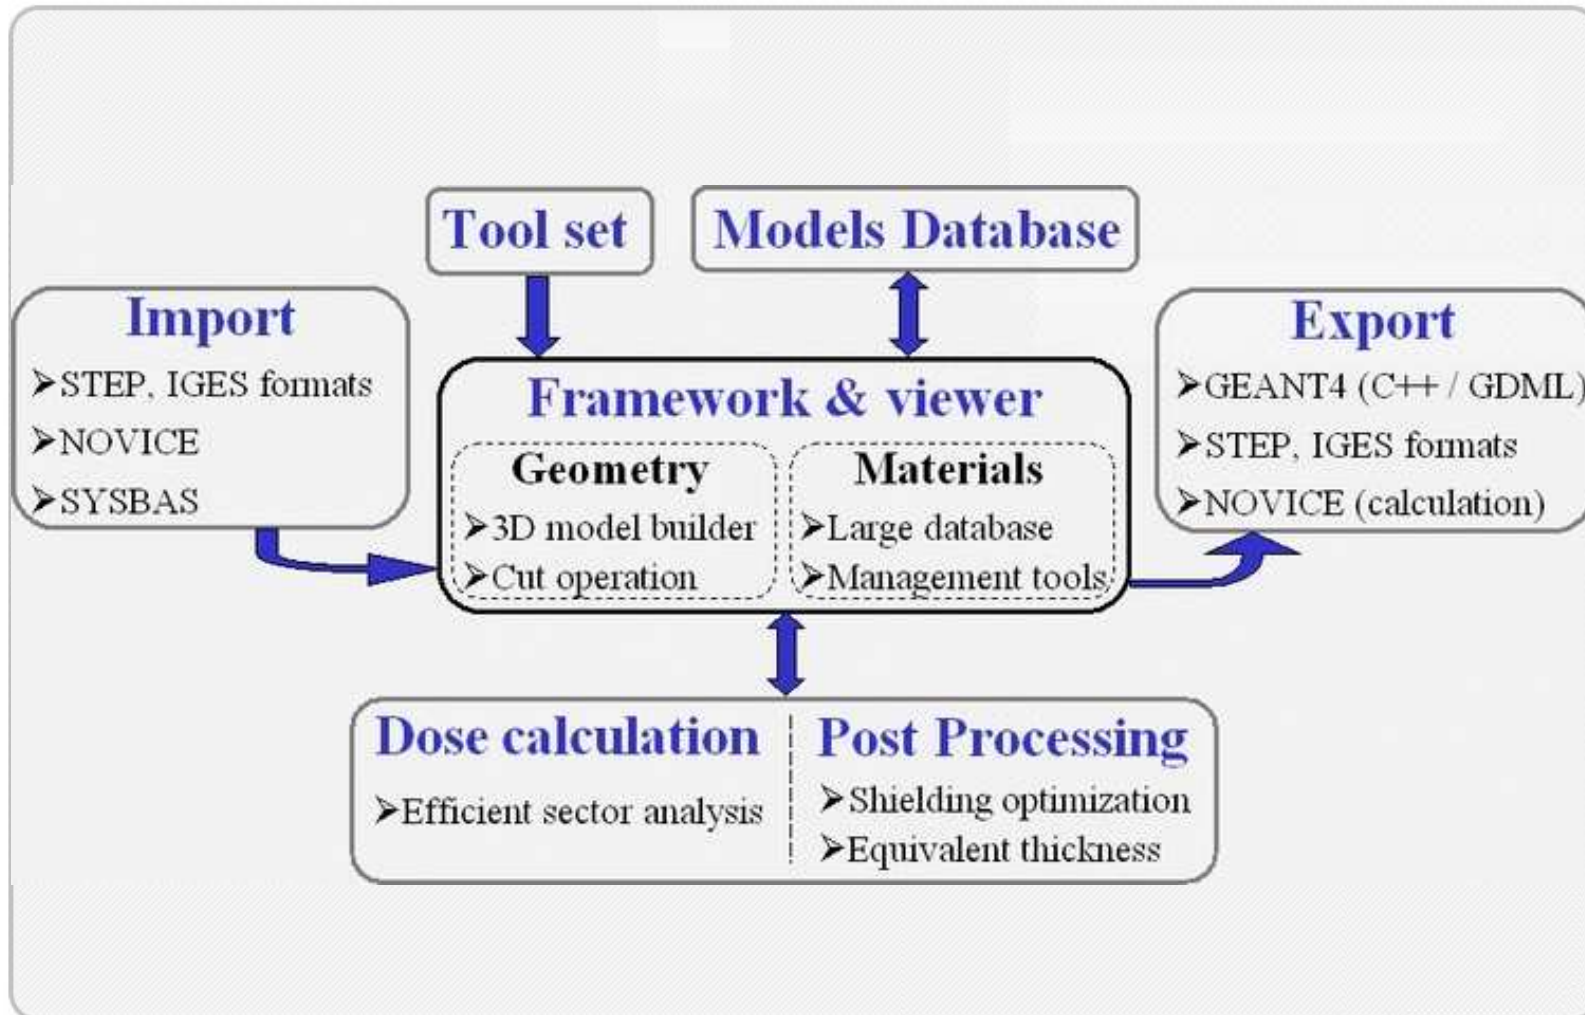 Tool set
Models Database
Import
➤STEP, IGES formats
➤NOVICE
➤SYSBAS
Framework & viewer
Geometry
➤3D model builder
➤Cut operation
Materials
➤Large database
➤Management tools
Export
➤GEANT4 (C++ / GDML)
➤STEP, IGES formats
➤NOVICE (calculation)
Dose calculation
➤Efficient sector analysis
Post Processing
➤Shielding optimization
➤Equivalent thickness